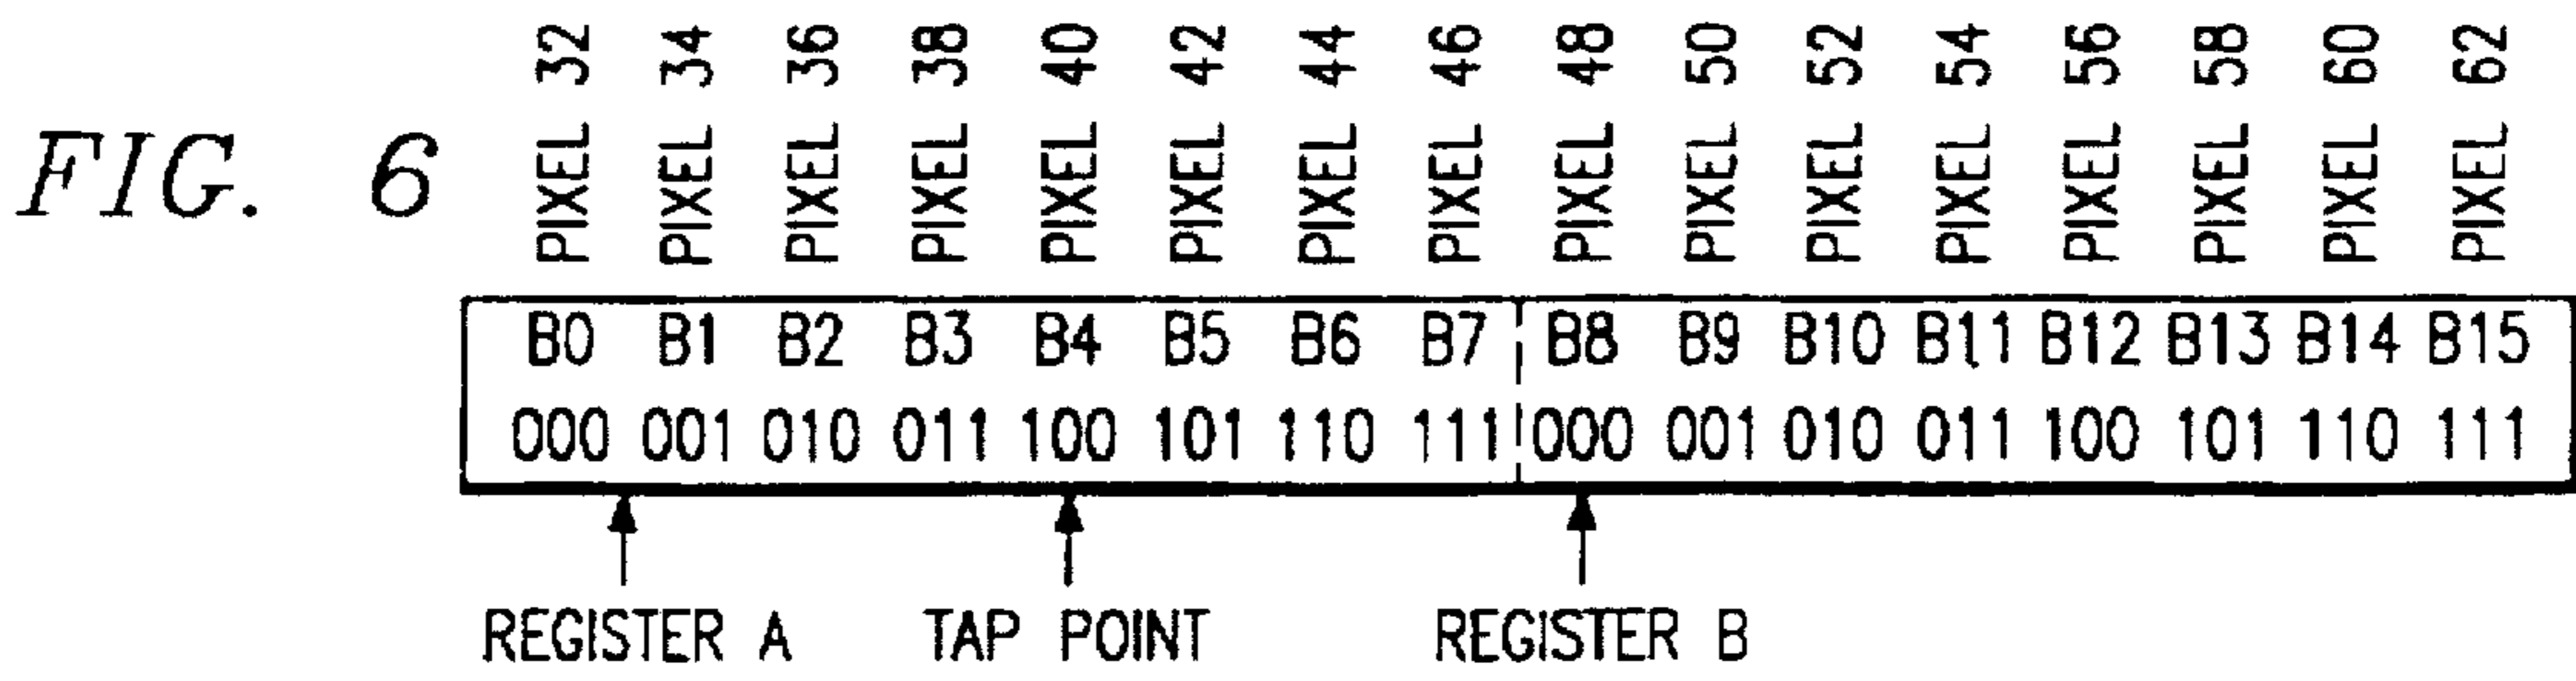 FIG. 6
PIXEL 32 PIXEL 34 PIXEL 36 PIXEL 38 PIXEL 40 PIXEL 42 PIXEL 44 PIXEL 46 PIXEL 48 PIXEL 50 PIXEL 52 PIXEL 54 PIXEL 56 PIXEL 58 PIXEL 60 PIXEL 62
B0 B1 B2 B3 B4 B5 B6 B7 B8 B9 B10 B11 B12 B13 B14 B15
000 001 010 011 100 101 110 111 000 001 010 011 100 101 110 111
REGISTER A TAP POINT REGISTER B